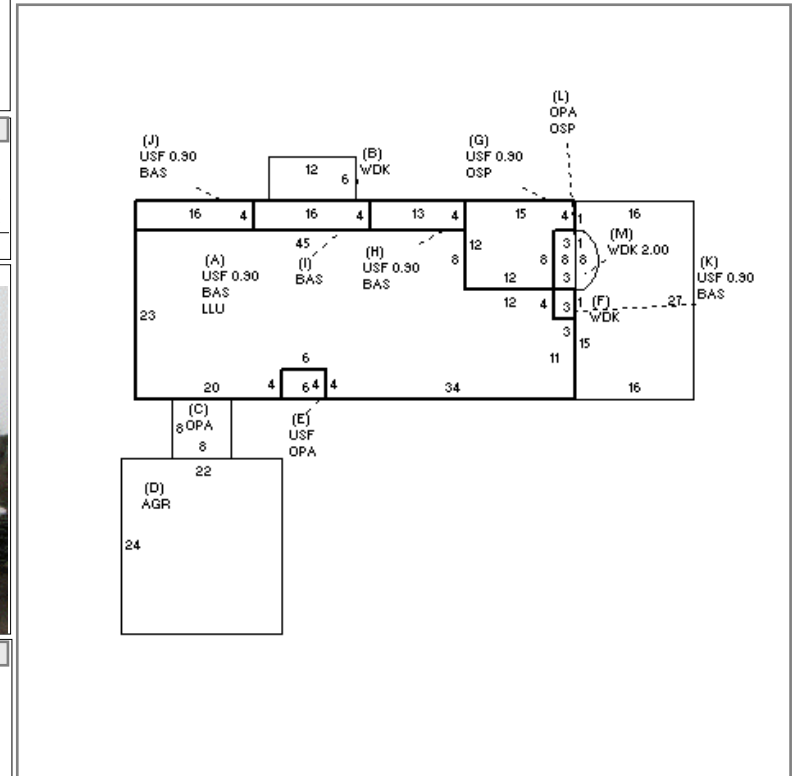 (L)
OPA
OSP
(J)
USF 0.90
BAS
(B)
WDK
(G)
USF 0.90
OSP
12
6
16
4
16
4
13
4
15
4
1
16
(M)
WDK 2.00
(A)
USF 0.90
BAS
LLU
45
(I)
BAS
(H)
USF 0.90
BAS
12
8
3
1
8
8
8
3
12
(K)
USF 0.90
BAS
23
12
4
3
1
(F)
WDK
27
3
15
11
6
20
4
6
4
4
34
16
(C)
OPA
8
8
(E)
USF
OPA
22
(D)
AGR
24